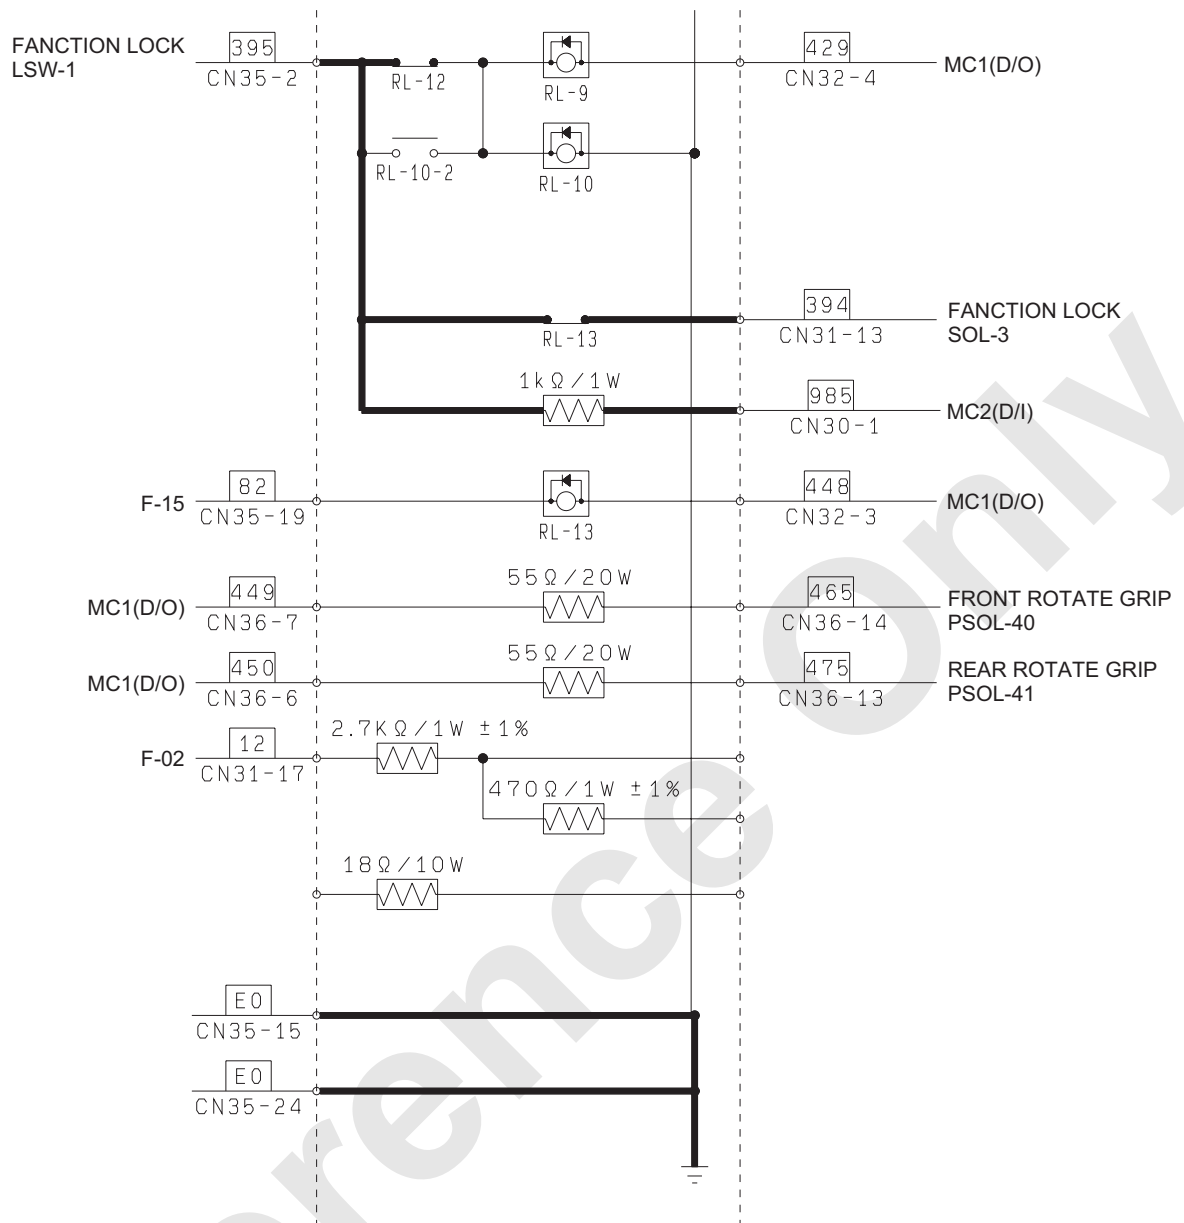 FANCTION LOCK
LSW-1
395
CN35-2
RL-12
RL-9
429
CN32-4
MC1(D/O)
RL-10-2
RL-10
RL-13
394
CN31-13
FANCTION LOCK
SOL-3
1kΩ/1W
985
CN30-1
MC2(D/I)
F-15
82
CN35-19
RL-13
448
CN32-3
MC1(D/O)
MC1(D/O)
449
CN36-7
55Ω/20W
465
CN36-14
FRONT ROTATE GRIP
PSOL-40
MC1(D/O)
450
CN36-6
55Ω/20W
475
CN36-13
REAR ROTATE GRIP
PSOL-41
F-02
12
CN31-17
2.7KΩ/1W ±1%
470Ω/1W ±1%
18Ω/10W
E0
CN35-15
E0
CN35-24
rence Only